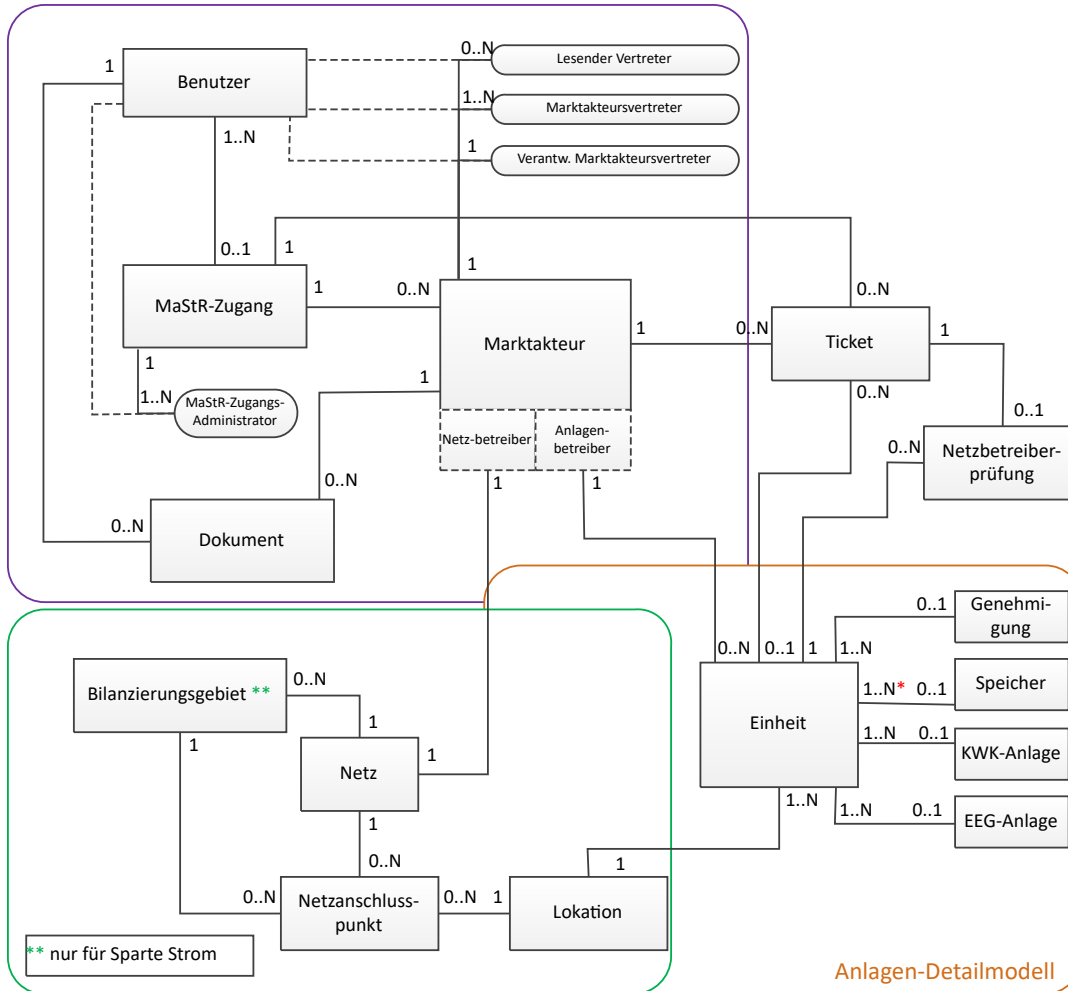 0..N
Lesender Vertreter
1
Benutzer
1..N
Marktakteursvertreter
1..N
1
Verantw. Marktakteursvertreter
0..1
1
MaStR-Zugang
1
0..N
1
Marktakteur
1
0..N
0..N
Ticket
1
1
1..N
MaStR-Zugangs-
Administrator
1
0..N
0..1
Netz-betreiber
Anlagen-
betreiber
0..N
Netzbetreiber-
prüfung
1
1
0..N
0..N
Dokument
0..1
Genehmi-
gung
0..N
0..1
1
1..N
Bilanzierungsgebiet **
0..N
1..N*
0..1
Speicher
Einheit
1
1
1
Netz
1..N
0..1
KWK-Anlage
1
1..N
1..N
0..1
EEG-Anlage
0..N
1
0..N
Netzanschluss-
punkt
0..N
1
Lokation
** nur für Sparte Strom
Anlagen-Detailmodell